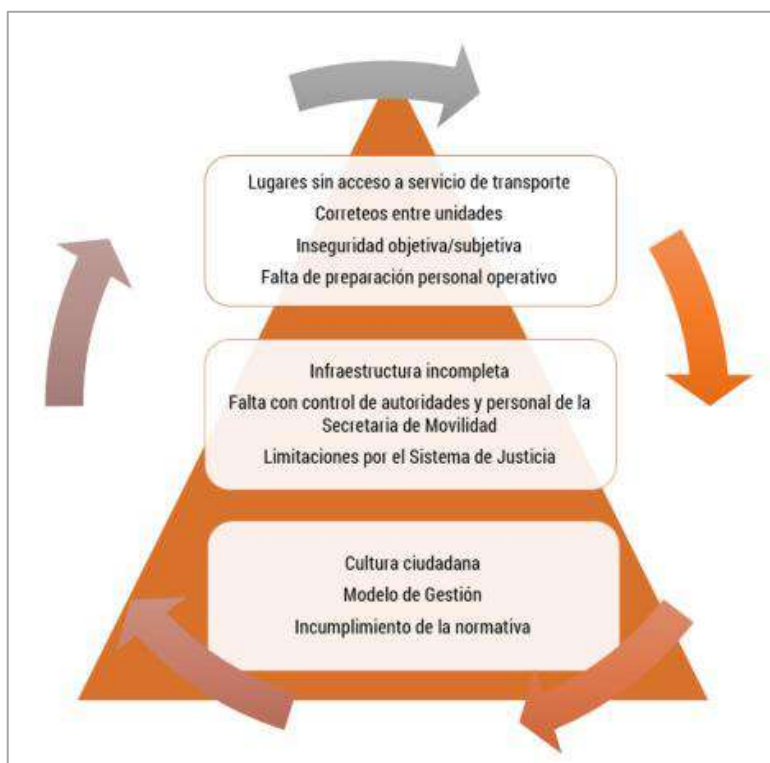 Lugares sin acceso a servicio de transporte
Correteos entre unidades
Inseguridad objetiva/subjetiva
Falta de preparación personal operativo
Infraestructura incompleta
Falta con control de autoridades y personal de la
Secretaria de Movilidad
Limitaciones por el Sistema de Justicia
Cultura ciudadana
Modelo de Gestión
Incumplimiento de la normativa